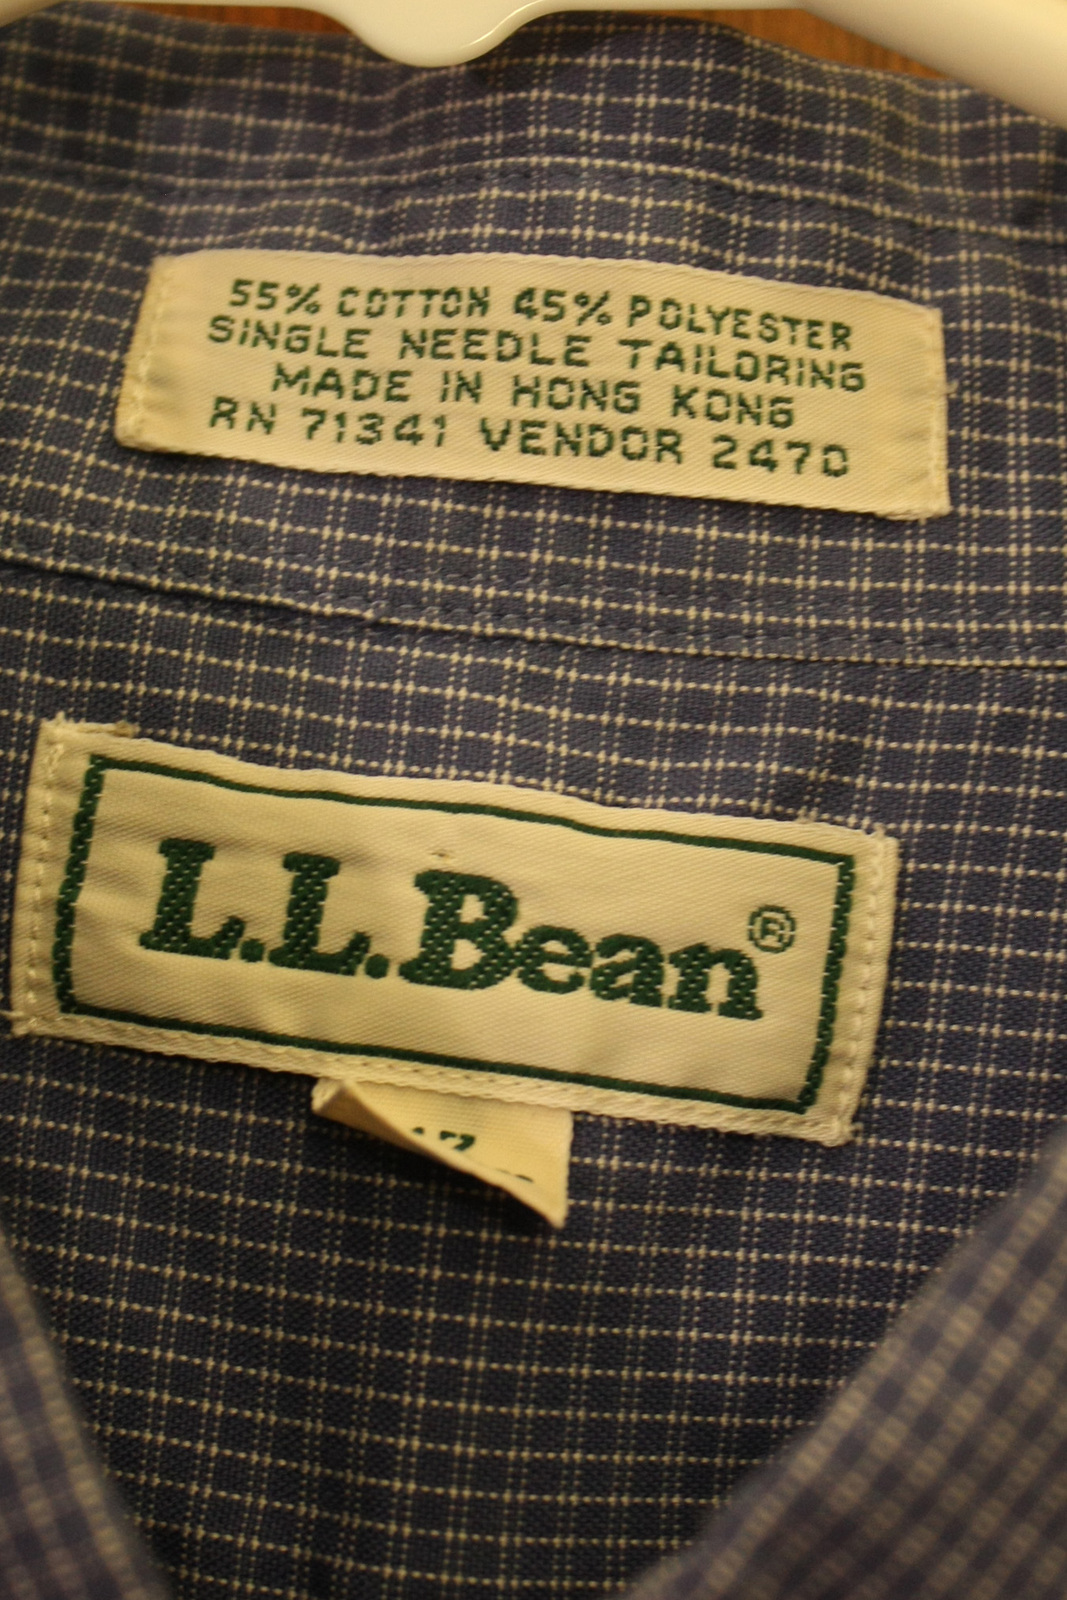 55% COTTON 45% POLYESTER
SINGLE NEEDLE TAILORING
MADE IN HONG KONG
RN 71341 VENDOR 2470
L.L.Bean®